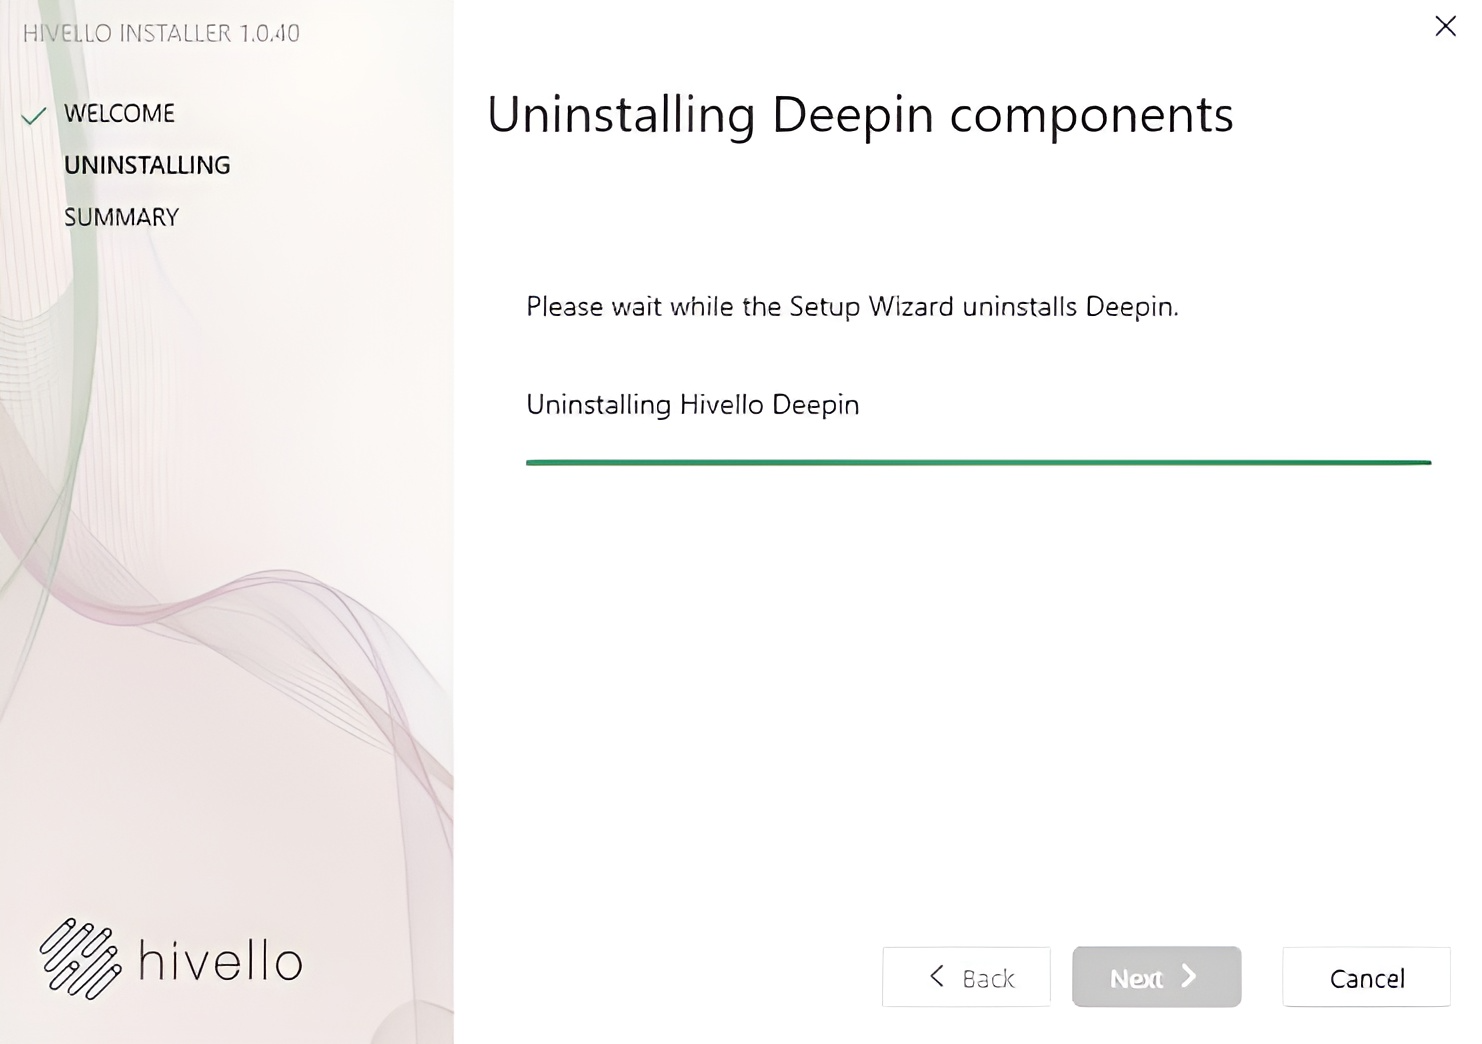 HIVELLO INSTALLER 1.0.40
WELCOME
UNINSTALLING
SUMMARY
hivello
Uninstalling Deepin components
Please wait while the Setup Wizard uninstalls Deepin.
Uninstalling Hivello Deepin
Back
Next
Cancel